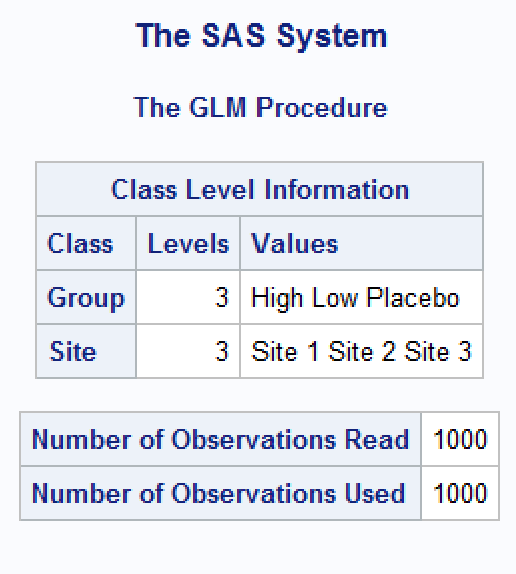 The SAS System
The GLM Procedure
Class Level Information
Class Levels Values
Group 3 High Low Placebo
Site 3 Site 1 Site 2 Site 3
Number of Observations Read 1000
Number of Observations Used 1000